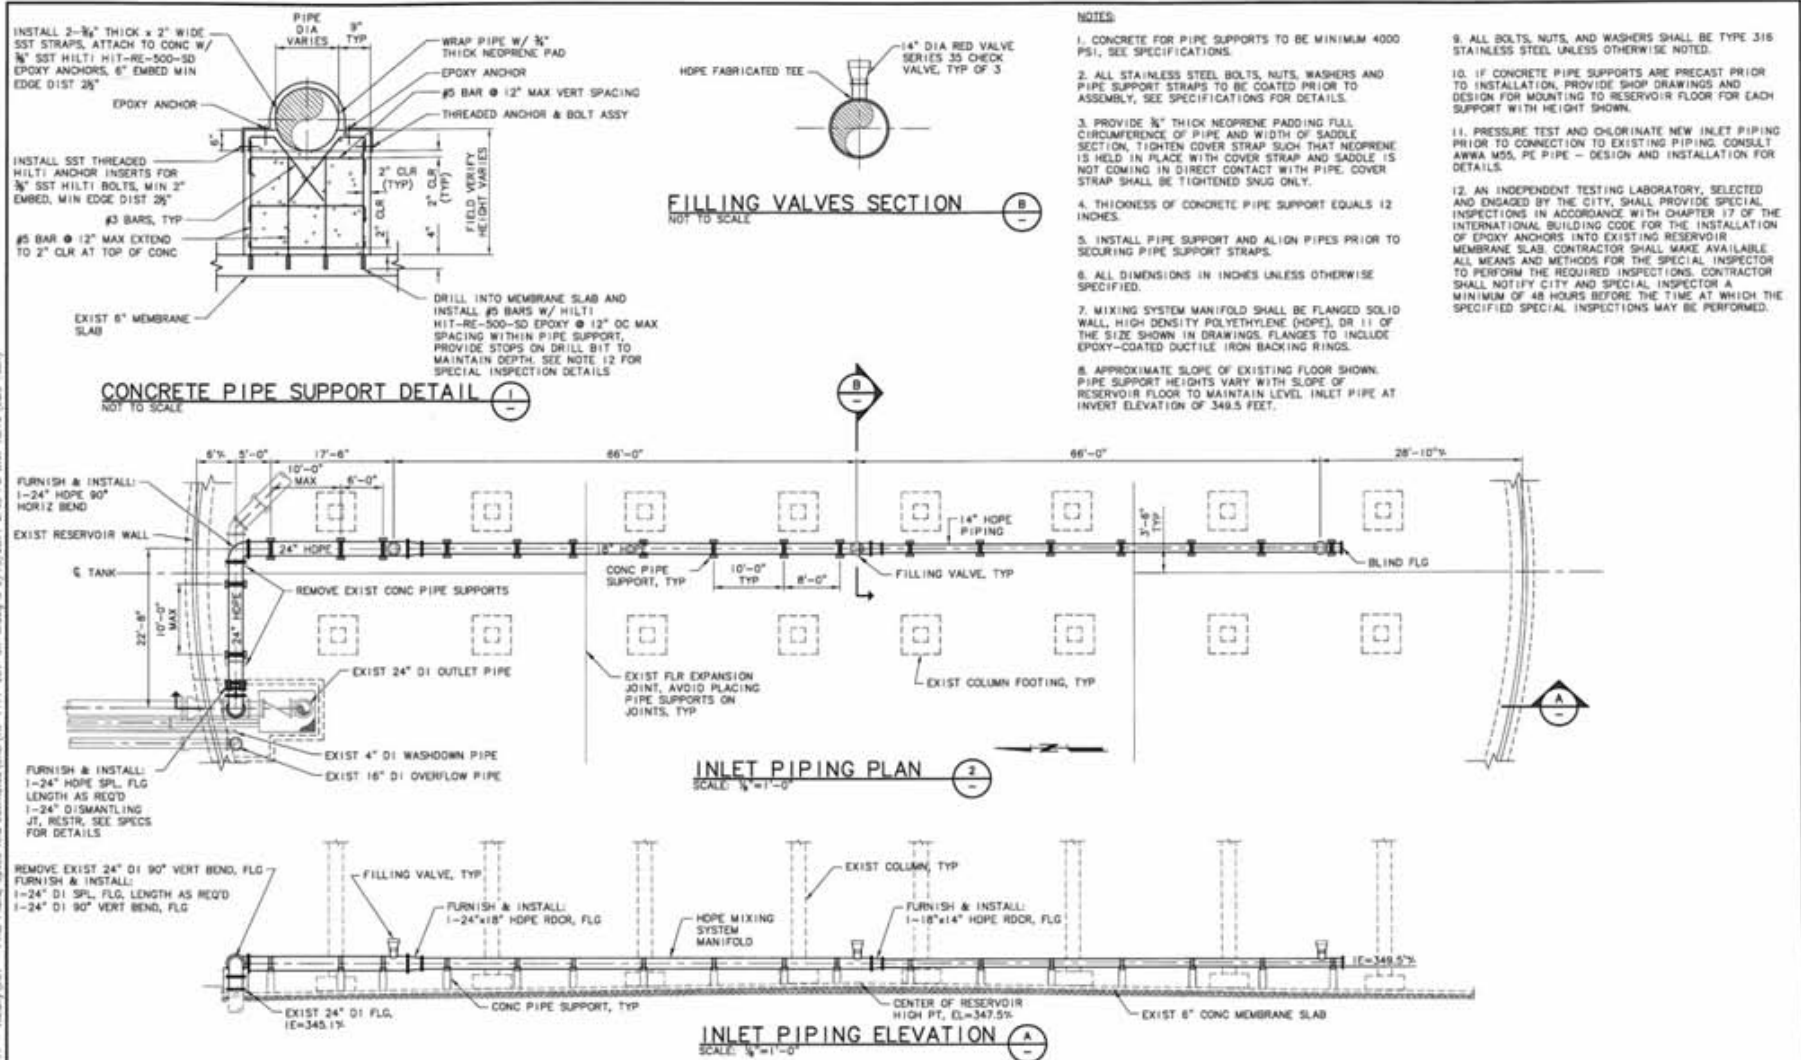 INSTALL 2-⅜" THICK x 2" WIDE
SST STRAPS, ATTACH TO CONC W/
⅜" SST HILTI HIT-RE-500-SD
EPOXY ANCHORS, 6" EMBED MIN
EDGE DIST 2⅝"
EPOXY ANCHOR
INSTALL SST THREADED
HILTI ANCHOR INSERTS FOR
⅜" SST HILTI BOLTS, MIN 2"
EMBED, MIN EDGE DIST 2⅝"
#3 BARS, TYP
#5 BAR @ 12" MAX EXTEND
TO 2" CLR AT TOP OF CONC
EXIST 6" MEMBRANE
SLAB
PIPE
DIA
VARIES
9"
TYP
6"
WRAP PIPE W/ ⅜"
THICK NEOPRENE PAD
EPOXY ANCHOR
#5 BAR @ 12" MAX VERT SPACING
THREADED ANCHOR & BOLT ASSY
2" CLR
(TYP)
2" CLR
(TYP)
2" CLR
4"
FIELD VERIFY
HEIGHT VARIES
DRILL INTO MEMBRANE SLAB AND
INSTALL #5 BARS W/ HILTI
HIT-RE-500-SD EPOXY @ 12" OC MAX
SPACING WITHIN PIPE SUPPORT,
PROVIDE STOPS ON DRILL BIT TO
MAINTAIN DEPTH. SEE NOTE 12 FOR
SPECIAL INSPECTION DETAILS
CONCRETE PIPE SUPPORT DETAIL 1
NOT TO SCALE
HDPE FABRICATED TEE
14" DIA RED VALVE
SERIES 35 CHECK
VALVE, TYP OF 3
FILLING VALVES SECTION B
NOT TO SCALE
NOTES:
1. CONCRETE FOR PIPE SUPPORTS TO BE MINIMUM 4000
PSI, SEE SPECIFICATIONS.
2. ALL STAINLESS STEEL BOLTS, NUTS, WASHERS AND
PIPE SUPPORT STRAPS TO BE COATED PRIOR TO
ASSEMBLY, SEE SPECIFICATIONS FOR DETAILS.
3. PROVIDE ⅜" THICK NEOPRENE PADDING FULL
CIRCUMFERENCE OF PIPE AND WIDTH OF SADDLE
SECTION, TIGHTEN COVER STRAP SUCH THAT NEOPRENE
IS HELD IN PLACE WITH COVER STRAP AND SADDLE IS
NOT COMING IN DIRECT CONTACT WITH PIPE. COVER
STRAP SHALL BE TIGHTENED SNUG ONLY.
4. THICKNESS OF CONCRETE PIPE SUPPORT EQUALS 12
INCHES.
5. INSTALL PIPE SUPPORT AND ALIGN PIPES PRIOR TO
SECURING PIPE SUPPORT STRAPS.
6. ALL DIMENSIONS IN INCHES UNLESS OTHERWISE
SPECIFIED.
7. MIXING SYSTEM MANIFOLD SHALL BE FLANGED SOLID
WALL, HIGH DENSITY POLYETHYLENE (HDPE), DR 11 OF
THE SIZE SHOWN IN DRAWINGS. FLANGES TO INCLUDE
EPOXY-COATED DUCTILE IRON BACKING RINGS.
8. APPROXIMATE SLOPE OF EXISTING FLOOR SHOWN.
PIPE SUPPORT HEIGHTS VARY WITH SLOPE OF
RESERVOIR FLOOR TO MAINTAIN LEVEL INLET PIPE AT
INVERT ELEVATION OF 349.5 FEET.
9. ALL BOLTS, NUTS, AND WASHERS SHALL BE TYPE 316
STAINLESS STEEL UNLESS OTHERWISE NOTED.
10. IF CONCRETE PIPE SUPPORTS ARE PRECAST PRIOR
TO INSTALLATION, PROVIDE SHOP DRAWINGS AND
DESIGN FOR MOUNTING TO RESERVOIR FLOOR FOR EACH
SUPPORT WITH HEIGHT SHOWN.
11. PRESSURE TEST AND CHLORINATE NEW INLET PIPING
PRIOR TO CONNECTION TO EXISTING PIPING. CONSULT
AWWA M55, PE PIPE - DESIGN AND INSTALLATION FOR
DETAILS.
12. AN INDEPENDENT TESTING LABORATORY, SELECTED
AND ENGAGED BY THE CITY, SHALL PROVIDE SPECIAL
INSPECTIONS IN ACCORDANCE WITH CHAPTER 17 OF THE
INTERNATIONAL BUILDING CODE FOR THE INSTALLATION
OF EPOXY ANCHORS INTO EXISTING RESERVOIR
MEMBRANE SLAB. CONTRACTOR SHALL MAKE AVAILABLE
ALL MEANS AND METHODS FOR THE SPECIAL INSPECTOR
TO PERFORM THE REQUIRED INSPECTIONS. CONTRACTOR
SHALL NOTIFY CITY AND SPECIAL INSPECTOR A
MINIMUM OF 48 HOURS BEFORE THE TIME AT WHICH THE
SPECIFIED SPECIAL INSPECTIONS MAY BE PERFORMED.
B
5'-0" 17'-6" 66'-0" 66'-0"
10'-0"
MAX
6'-0"
FURNISH & INSTALL:
1-24" HDPE 90°
HORIZ BEND
EXIST RESERVOIR WALL
℄ TANK
24" HDPE
18" HDPE
14" HDPE
PIPING
3'-6"
TYP
BLIND FLG
CONC PIPE
SUPPORT, TYP
10'-0"
TYP
8'-0"
FILLING VALVE, TYP
REMOVE EXIST CONC PIPE SUPPORTS
22'-8"
10'-0"
MAX
24" HDPE
EXIST 24" DI OUTLET PIPE
EXIST FLR EXPANSION
JOINT, AVOID PLACING
PIPE SUPPORTS ON
JOINTS, TYP
EXIST COLUMN FOOTING, TYP
A
EXIST 4" DI WASHDOWN PIPE
EXIST 16" DI OVERFLOW PIPE
N
FURNISH & INSTALL:
1-24" HDPE SPL, FLG
LENGTH AS REQ'D
1-24" DISMANTLING
JT, RESTR, SEE SPECS
FOR DETAILS
INLET PIPING PLAN 2
SCALE: ⅛"=1'-0"
REMOVE EXIST 24" DI 90° VERT BEND, FLG
FURNISH & INSTALL:
1-24" DI SPL, FLG, LENGTH AS REQ'D
1-24" DI 90° VERT BEND, FLG
FILLING VALVE, TYP
FURNISH & INSTALL:
1-24"x18" HDPE RDCR, FLG
HDPE MIXING
SYSTEM
MANIFOLD
EXIST COLUMN, TYP
FURNISH & INSTALL:
1-18"x14" HDPE RDCR, FLG
IE=349.5'±
EXIST 24" DI FLG,
IE=345.1'±
CONC PIPE SUPPORT, TYP
CENTER OF RESERVOIR
HIGH PT, EL=347.5'±
EXIST 6" CONC MEMBRANE SLAB
INLET PIPING ELEVATION A
SCALE: ⅛"=1'-0"